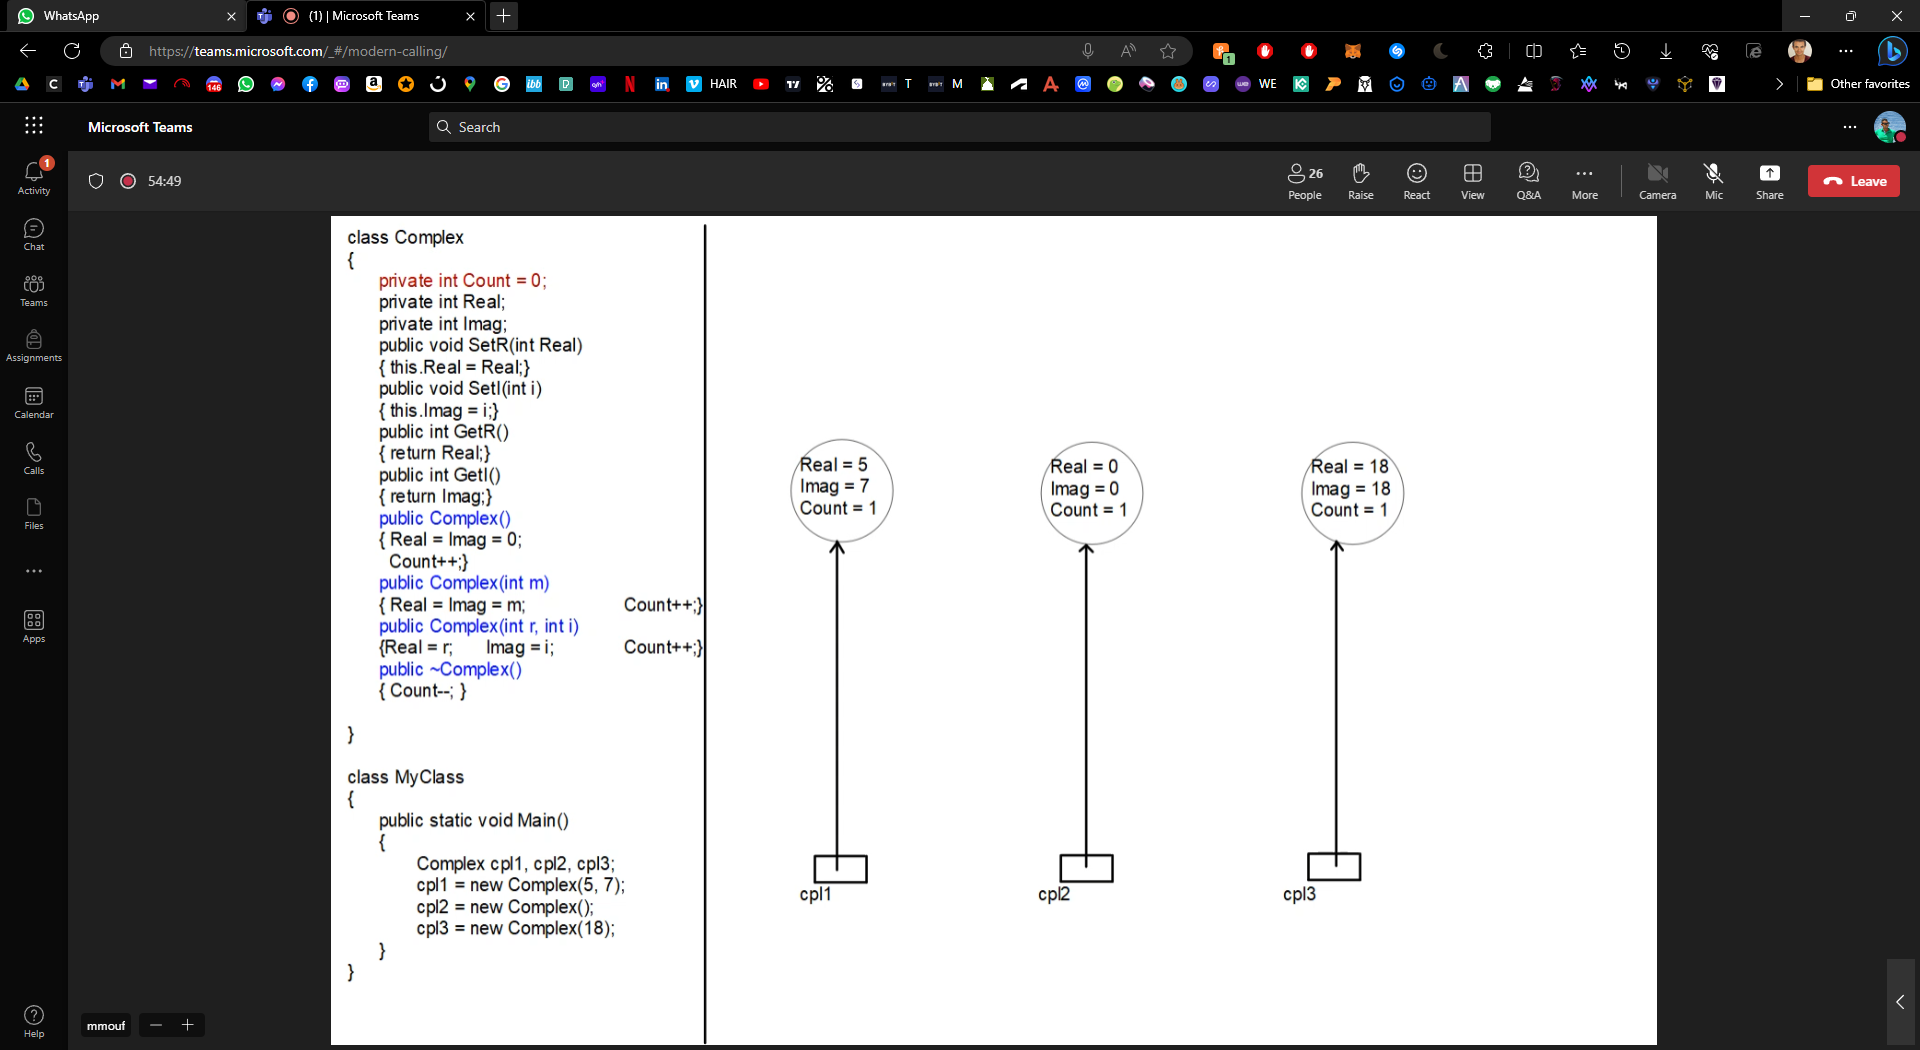 WhatsApp
(1) | Microsoft Teams
https://teams.microsoft.com/_#/modern-calling/
1
146
ibb
HAIR
T
M
WE
Other favorites
Microsoft Teams
Search
1
Activity
Chat
Teams
Assignments
Calendar
Calls
Files
Apps
Help
54:49
26
People
Raise
React
View
Q&A
More
Camera
Mic
Share
Leave
class Complex
{
private int Count = 0;
private int Real;
private int Imag;
public void SetR(int Real)
{ this.Real = Real;}
public void SetI(int i)
{ this.Imag = i;}
public int GetR()
{ return Real;}
public int GetI()
{ return Imag;}
public Complex()
{ Real = Imag = 0;
Count++;}
public Complex(int m)
{ Real = Imag = m; Count++;}
public Complex(int r, int i)
{Real = r; Imag = i; Count++;}
public ~Complex()
{ Count--; }
}
class MyClass
{
public static void Main()
{
Complex cpl1, cpl2, cpl3;
cpl1 = new Complex(5, 7);
cpl2 = new Complex();
cpl3 = new Complex(18);
}
}
Real = 5
Imag = 7
Count = 1
cpl1
Real = 0
Imag = 0
Count = 1
cpl2
Real = 18
Imag = 18
Count = 1
cpl3
mmouf